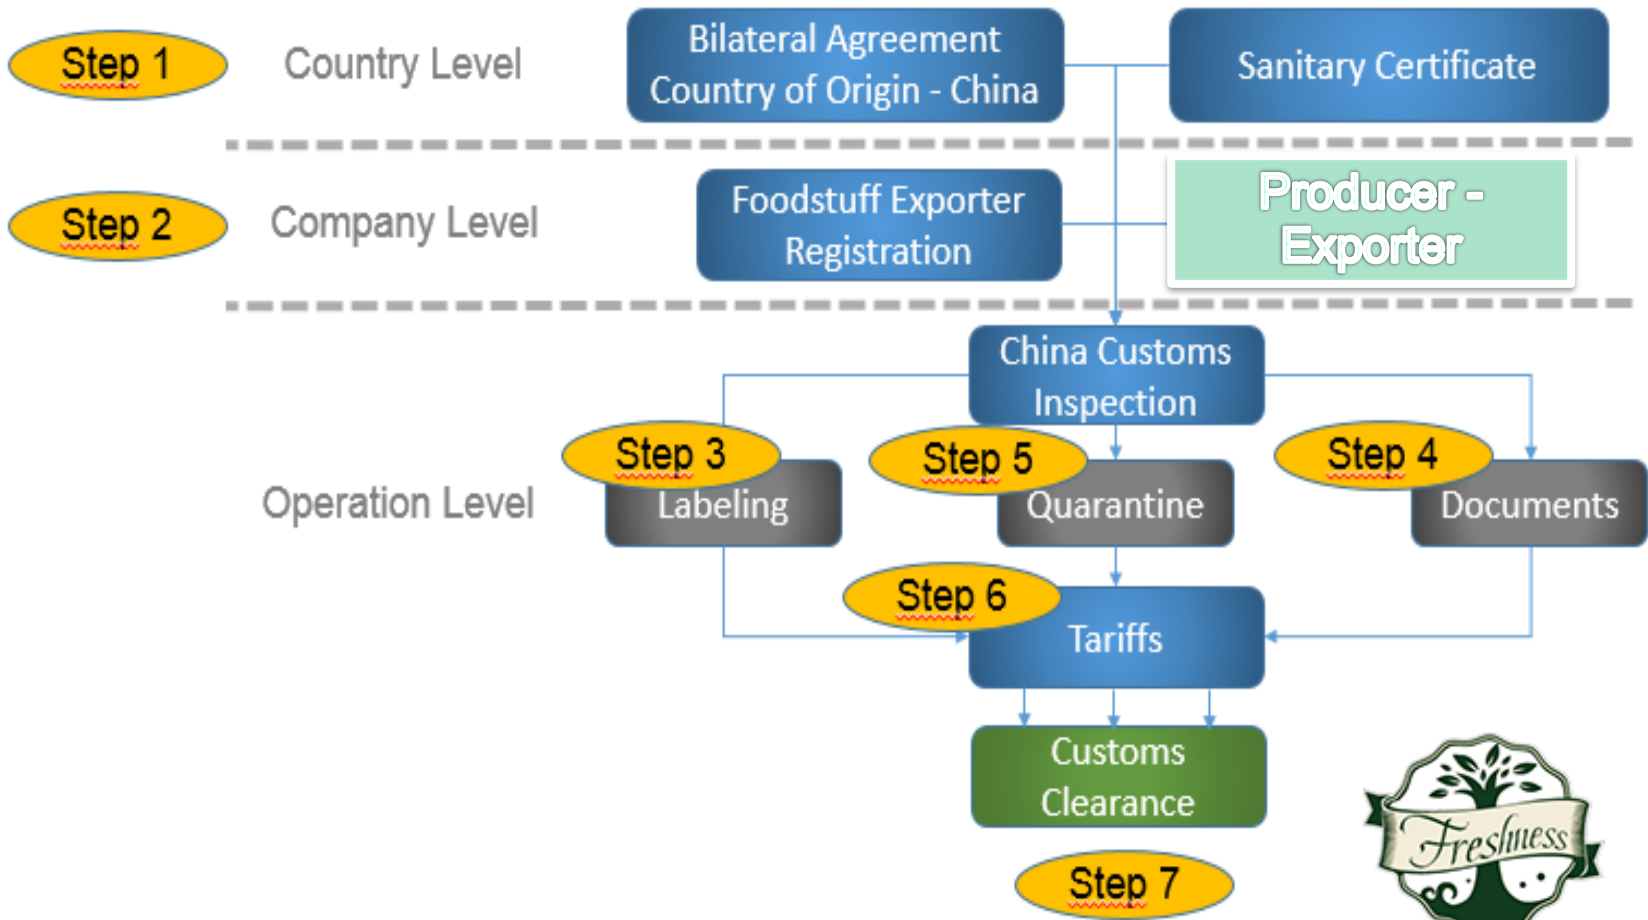 Step 1
Country Level
Bilateral Agreement
Country of Origin - China
Sanitary Certificate
Step 2
Company Level
Foodstuff Exporter
Registration
Producer -
Exporter
China Customs
Inspection
Operation Level
Step 3
Labeling
Step 5
Quarantine
Step 4
Documents
Step 6
Tariffs
Customs
Clearance
Step 7
Freshness